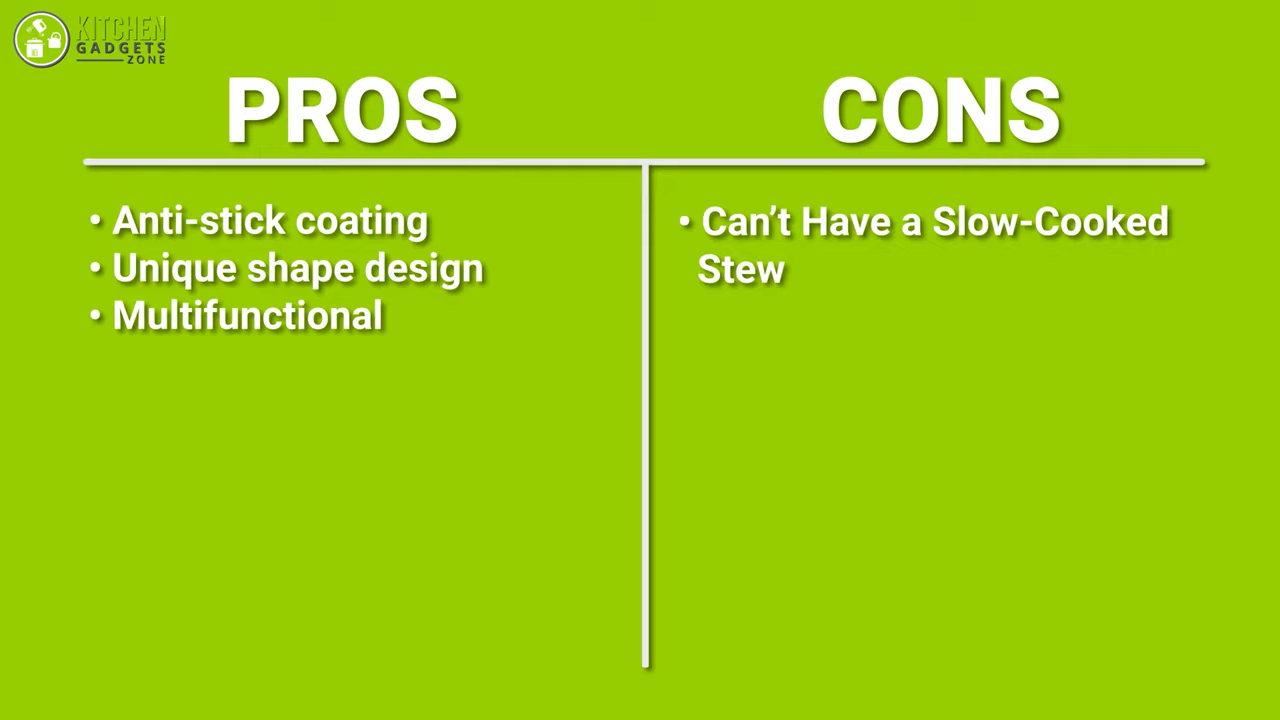 KITCHEN
GADGETS
ZONE
PROS
CONS
• Anti-stick coating
• Unique shape design
• Multifunctional
• Can’t Have a Slow-Cooked
Stew